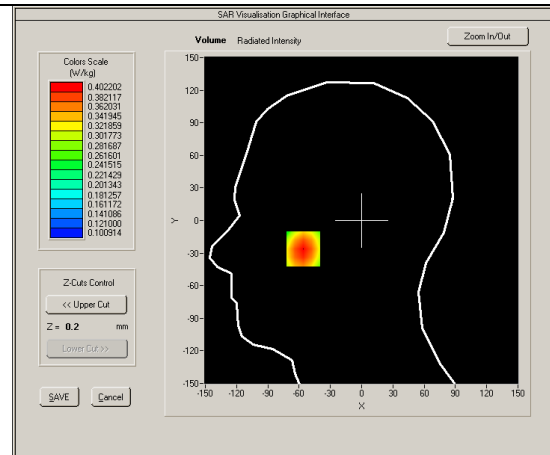 SAR Visualisation Graphical Interface
Volume Radiated Intensity
Zoom In/Out
Colors Scale
(W/kg)
0.402202
0.382117
0.362031
0.341945
0.321859
0.301773
0.281687
0.261601
0.241515
0.221429
0.201343
0.181257
0.161172
0.141086
0.121000
0.100914
Z-Cuts Control
<< Upper Cut
Z = 0.2 mm
Lower Cut >>
SAVE
Cancel
150
120
90
60
30
0
-30
-60
-90
-120
-150
Y
-150 -120 -90 -60 -30 0 30 60 90 120 150
X